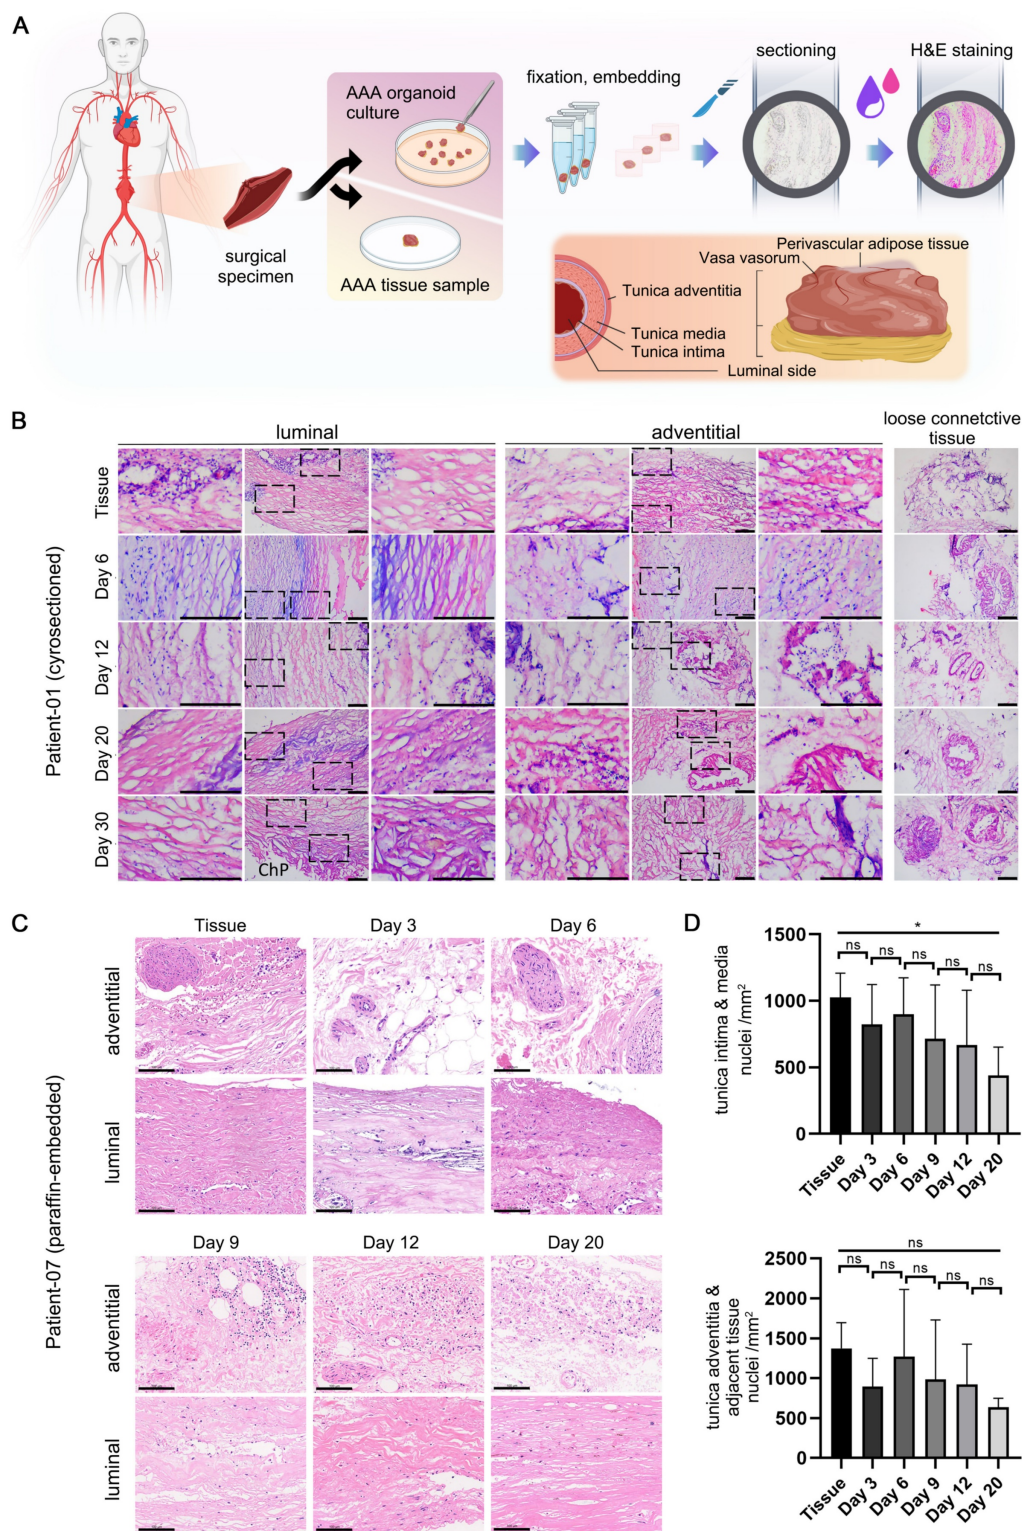 A
AAA organoid
culture
surgical
specimen
AAA tissue sample
fixation, embedding
sectioning
H&E staining
Perivascular adipose tissue
Vasa vasorum
Tunica adventitia
Tunica media
Tunica intima
Luminal side
B
luminal
adventitial
loose connetctive
tissue
Patient-01 (cyrosectioned)
Tissue
Day 6
Day 12
Day 20
Day 30
ChP
C
Patient-07 (paraffin-embedded)
Tissue
Day 3
Day 6
adventitial
luminal
Day 9
Day 12
Day 20
adventitial
luminal
D
tunica intima & media
nuclei /mm²
1500
1000
500
0
*
ns
ns
ns
ns
ns
Tissue
Day 3
Day 6
Day 9
Day 12
Day 20
tunica adventitia &
adjacent tissue
nuclei /mm²
2500
2000
1500
1000
500
0
ns
ns
ns
ns
ns
ns
Tissue
Day 3
Day 6
Day 9
Day 12
Day 20